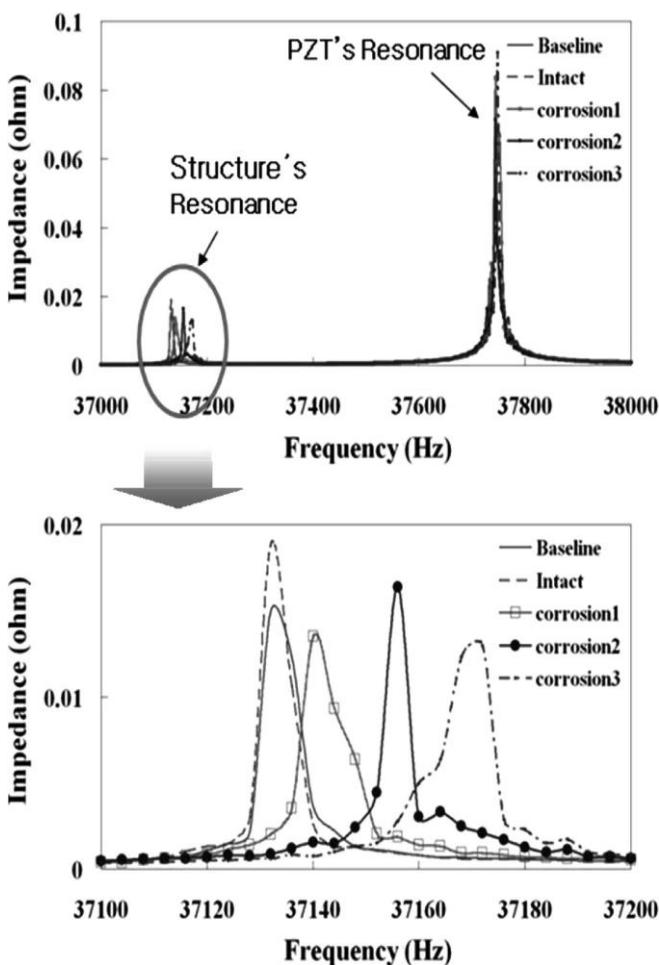 0.1
0.08
0.06
0.04
0.02
0
Impedance (ohm)
PZT's Resonance
Structure's
Resonance
Baseline
Intact
corrosion1
corrosion2
corrosion3
37000 37200 37400 37600 37800 38000
Frequency (Hz)
0.02
0.01
0
Impedance (ohm)
Baseline
Intact
corrosion1
corrosion2
corrosion3
37100 37120 37140 37160 37180 37200
Frequency (Hz)